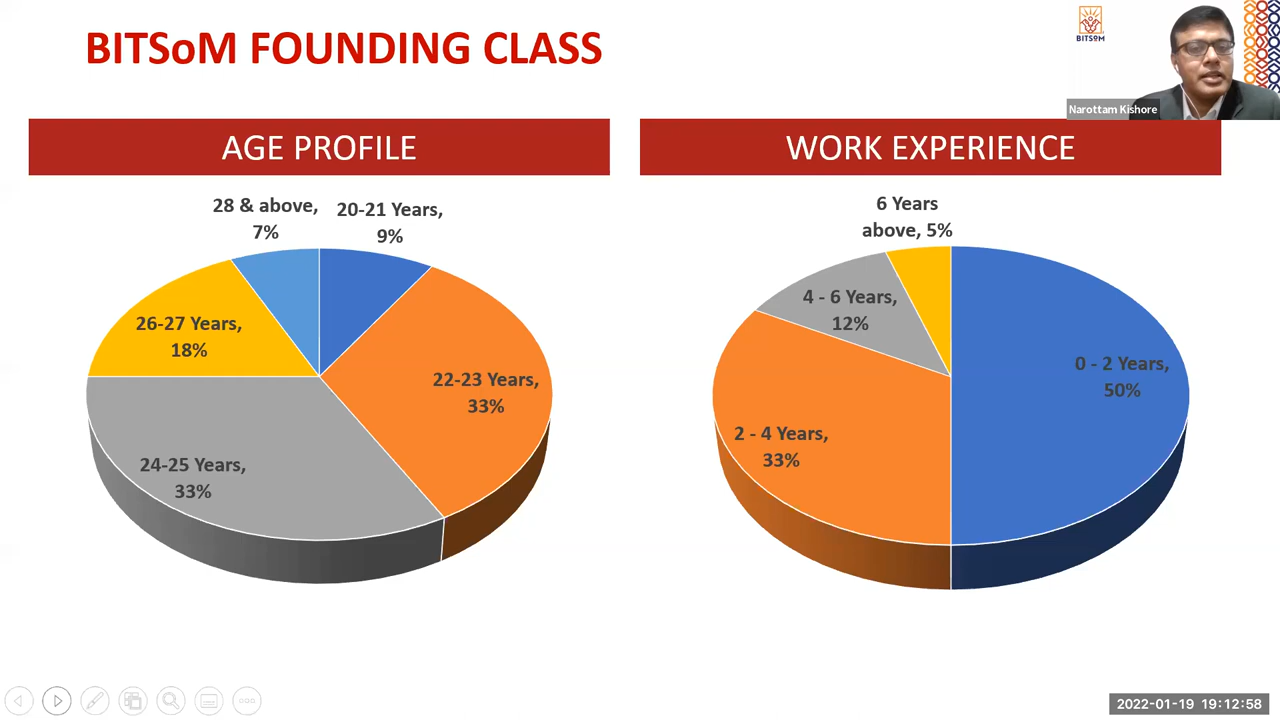 BITSoM FOUNDING CLASS
BITSoM
Narottam Kishore
AGE PROFILE
28 & above,
7%
20-21 Years,
9%
26-27 Years,
18%
22-23 Years,
33%
24-25 Years,
33%
WORK EXPERIENCE
6 Years
above, 5%
4 - 6 Years,
12%
0 - 2 Years,
50%
2 - 4 Years,
33%
2022-01-19 19:12:58